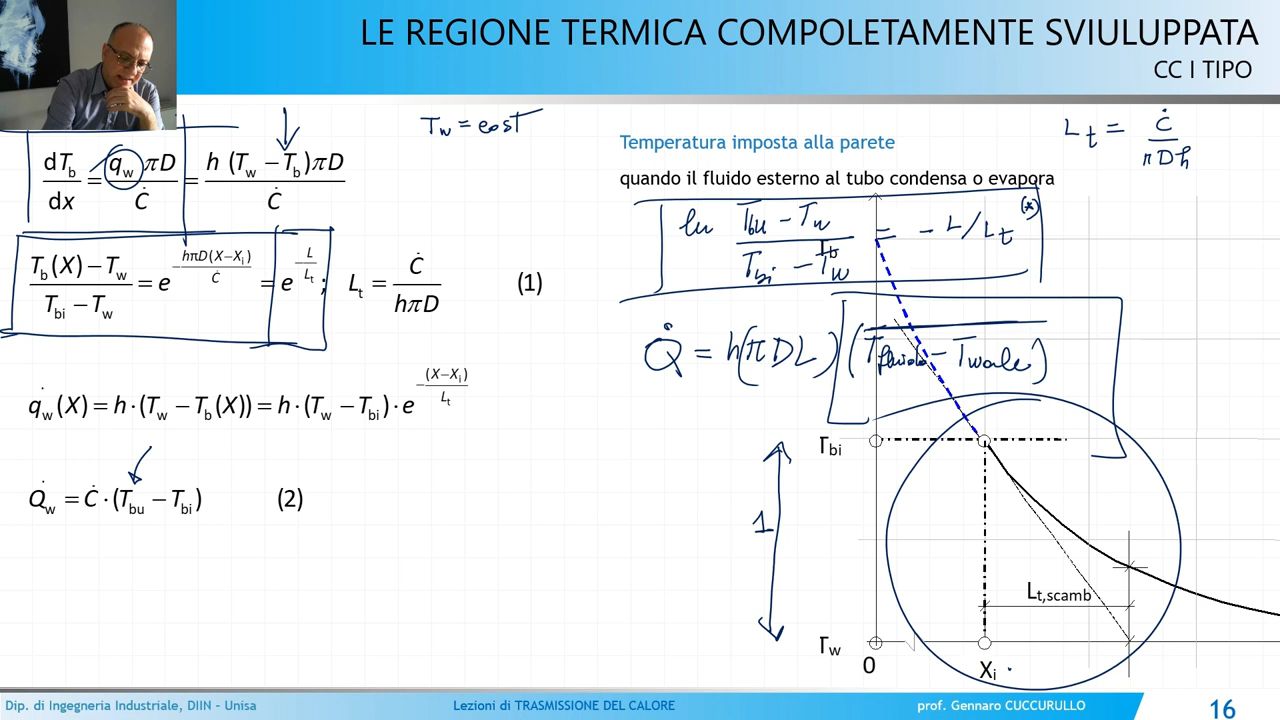 LE REGIONE TERMICA COMPOLETAMENTE SVIULUPPATA
CC I TIPO
T_w = cost
L_t = Ċ / πDh
Temperatura imposta alla parete
quando il fluido esterno al tubo condensa o evapora
dT_b / dx = q_w πD / Ċ = h (T_w − T_b)πD / Ċ
ln (T_bu − T_w) / (T_bi − T_w) = − L/L_t (*)
T_b
(T_b(X) − T_w) / (T_bi − T_w) = e^(−hπD(X−X_i)/Ċ) = e^(−L/L_t) ; L_t = Ċ / hπD (1)
Q̇ = h(πDL) (T_fluido − T_wall)
q̇_w(X) = h·(T_w − T_b(X)) = h·(T_w − T_bi)·e^(−(X−X_i)/L_t)
T_bi
Q̇_w = Ċ·(T_bu − T_bi) (2)
1
L_t,scamb
T_w
0 X_i
Dip. di Ingegneria Industriale, DIIN - Unisa
Lezioni di TRASMISSIONE DEL CALORE
prof. Gennaro CUCCURULLO
16